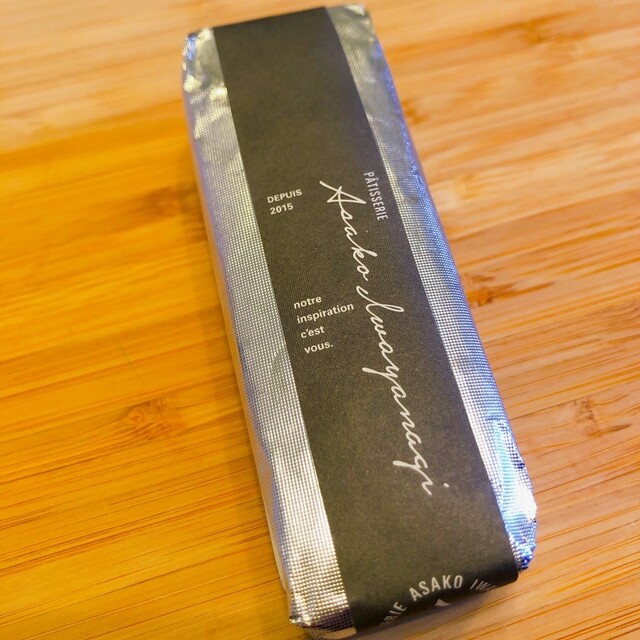 PÂTISSERIE
Asako Iwayanagi
DEPUIS
2015
notre
inspiration
c'est
vous.
ASAKO